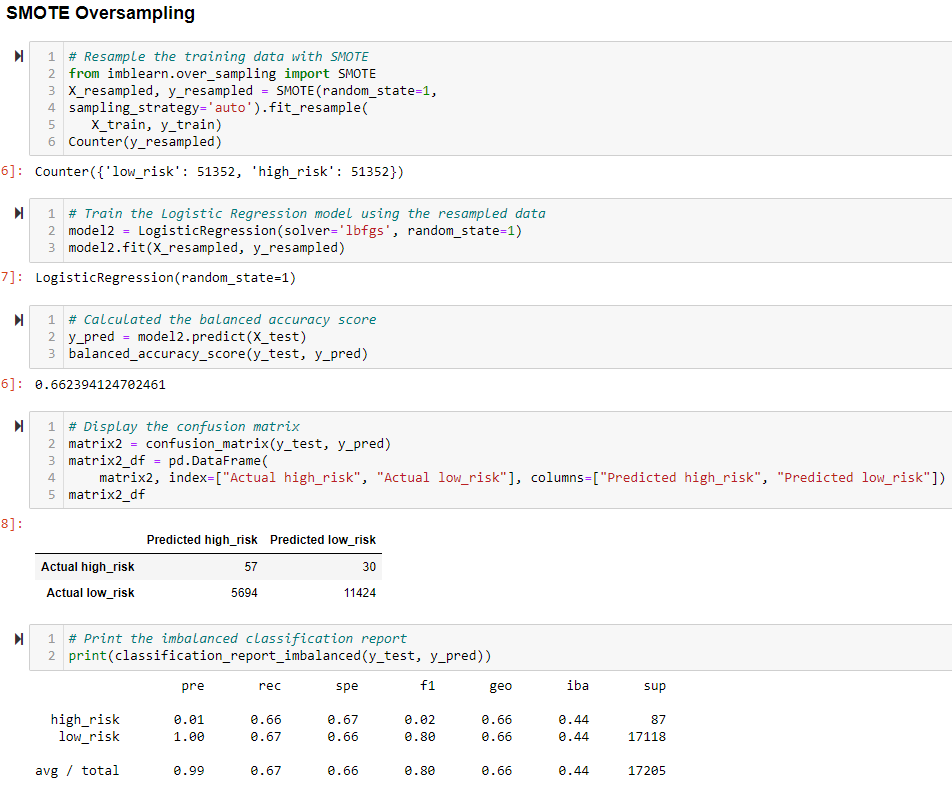 SMOTE Oversampling
1 # Resample the training data with SMOTE
2 from imblearn.over_sampling import SMOTE
3 X_resampled, y_resampled = SMOTE(random_state=1,
4 sampling_strategy='auto').fit_resample(
5    X_train, y_train)
6 Counter(y_resampled)
6]: Counter({'low_risk': 51352, 'high_risk': 51352})
1 # Train the Logistic Regression model using the resampled data
2 model2 = LogisticRegression(solver='lbfgs', random_state=1)
3 model2.fit(X_resampled, y_resampled)
7]: LogisticRegression(random_state=1)
1 # Calculated the balanced accuracy score
2 y_pred = model2.predict(X_test)
3 balanced_accuracy_score(y_test, y_pred)
6]: 0.662394124702461
1 # Display the confusion matrix
2 matrix2 = confusion_matrix(y_test, y_pred)
3 matrix2_df = pd.DataFrame(
4     matrix2, index=["Actual high_risk", "Actual low_risk"], columns=["Predicted high_risk", "Predicted low_risk"])
5 matrix2_df
8]:
Predicted high_risk Predicted low_risk
Actual high_risk 57 30
Actual low_risk 5694 11424
1 # Print the imbalanced classification report
2 print(classification_report_imbalanced(y_test, y_pred))
pre rec spe f1 geo iba sup
high_risk 0.01 0.66 0.67 0.02 0.66 0.44 87
low_risk 1.00 0.67 0.66 0.80 0.66 0.44 17118
avg / total 0.99 0.67 0.66 0.80 0.66 0.44 17205